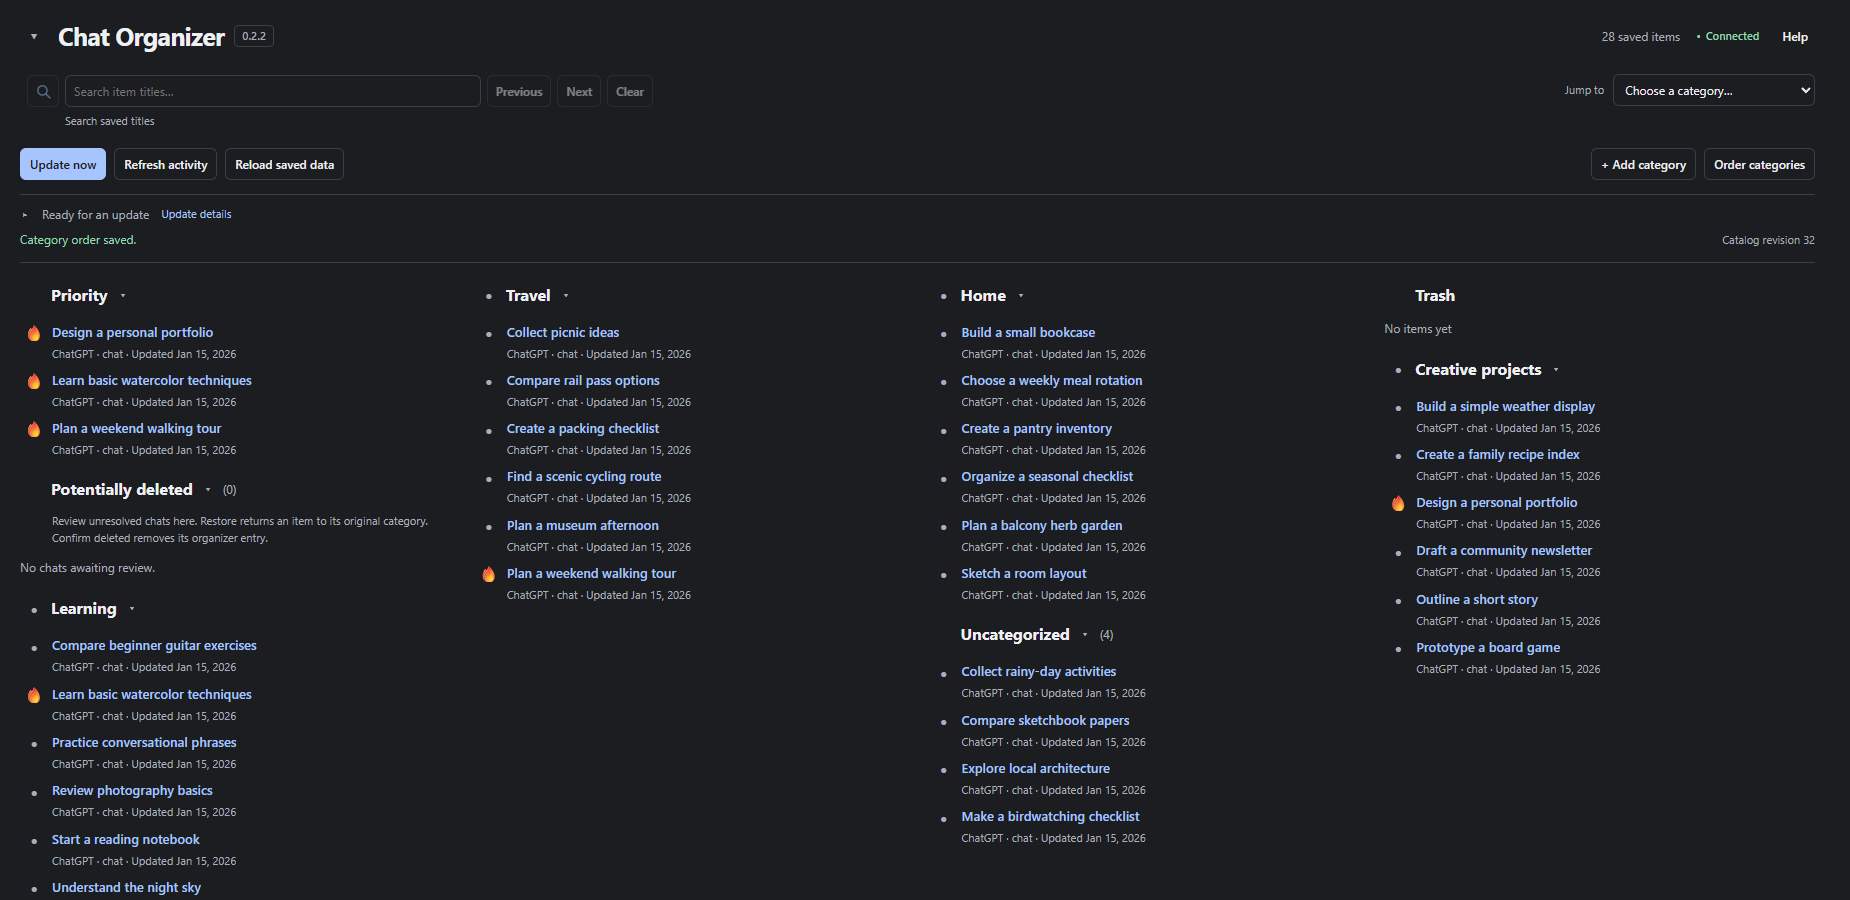 Chat Organizer 0.2.2
28 saved items • Connected Help
Search item titles... Previous Next Clear
Jump to Choose a category...
Search saved titles
Update now Refresh activity Reload saved data
+ Add category Order categories
Ready for an update Update details
Category order saved.
Catalog revision 32
Priority
Design a personal portfolio
ChatGPT · chat · Updated Jan 15, 2026
Learn basic watercolor techniques
ChatGPT · chat · Updated Jan 15, 2026
Plan a weekend walking tour
ChatGPT · chat · Updated Jan 15, 2026
Potentially deleted (0)
Review unresolved chats here. Restore returns an item to its original category.
Confirm deleted removes its organizer entry.
No chats awaiting review.
Learning
Compare beginner guitar exercises
ChatGPT · chat · Updated Jan 15, 2026
Learn basic watercolor techniques
ChatGPT · chat · Updated Jan 15, 2026
Practice conversational phrases
ChatGPT · chat · Updated Jan 15, 2026
Review photography basics
ChatGPT · chat · Updated Jan 15, 2026
Start a reading notebook
ChatGPT · chat · Updated Jan 15, 2026
Understand the night sky
Travel
Collect picnic ideas
ChatGPT · chat · Updated Jan 15, 2026
Compare rail pass options
ChatGPT · chat · Updated Jan 15, 2026
Create a packing checklist
ChatGPT · chat · Updated Jan 15, 2026
Find a scenic cycling route
ChatGPT · chat · Updated Jan 15, 2026
Plan a museum afternoon
ChatGPT · chat · Updated Jan 15, 2026
Plan a weekend walking tour
ChatGPT · chat · Updated Jan 15, 2026
Home
Build a small bookcase
ChatGPT · chat · Updated Jan 15, 2026
Choose a weekly meal rotation
ChatGPT · chat · Updated Jan 15, 2026
Create a pantry inventory
ChatGPT · chat · Updated Jan 15, 2026
Organize a seasonal checklist
ChatGPT · chat · Updated Jan 15, 2026
Plan a balcony herb garden
ChatGPT · chat · Updated Jan 15, 2026
Sketch a room layout
ChatGPT · chat · Updated Jan 15, 2026
Uncategorized (4)
Collect rainy-day activities
ChatGPT · chat · Updated Jan 15, 2026
Compare sketchbook papers
ChatGPT · chat · Updated Jan 15, 2026
Explore local architecture
ChatGPT · chat · Updated Jan 15, 2026
Make a birdwatching checklist
ChatGPT · chat · Updated Jan 15, 2026
Trash
No items yet
Creative projects
Build a simple weather display
ChatGPT · chat · Updated Jan 15, 2026
Create a family recipe index
ChatGPT · chat · Updated Jan 15, 2026
Design a personal portfolio
ChatGPT · chat · Updated Jan 15, 2026
Draft a community newsletter
ChatGPT · chat · Updated Jan 15, 2026
Outline a short story
ChatGPT · chat · Updated Jan 15, 2026
Prototype a board game
ChatGPT · chat · Updated Jan 15, 2026